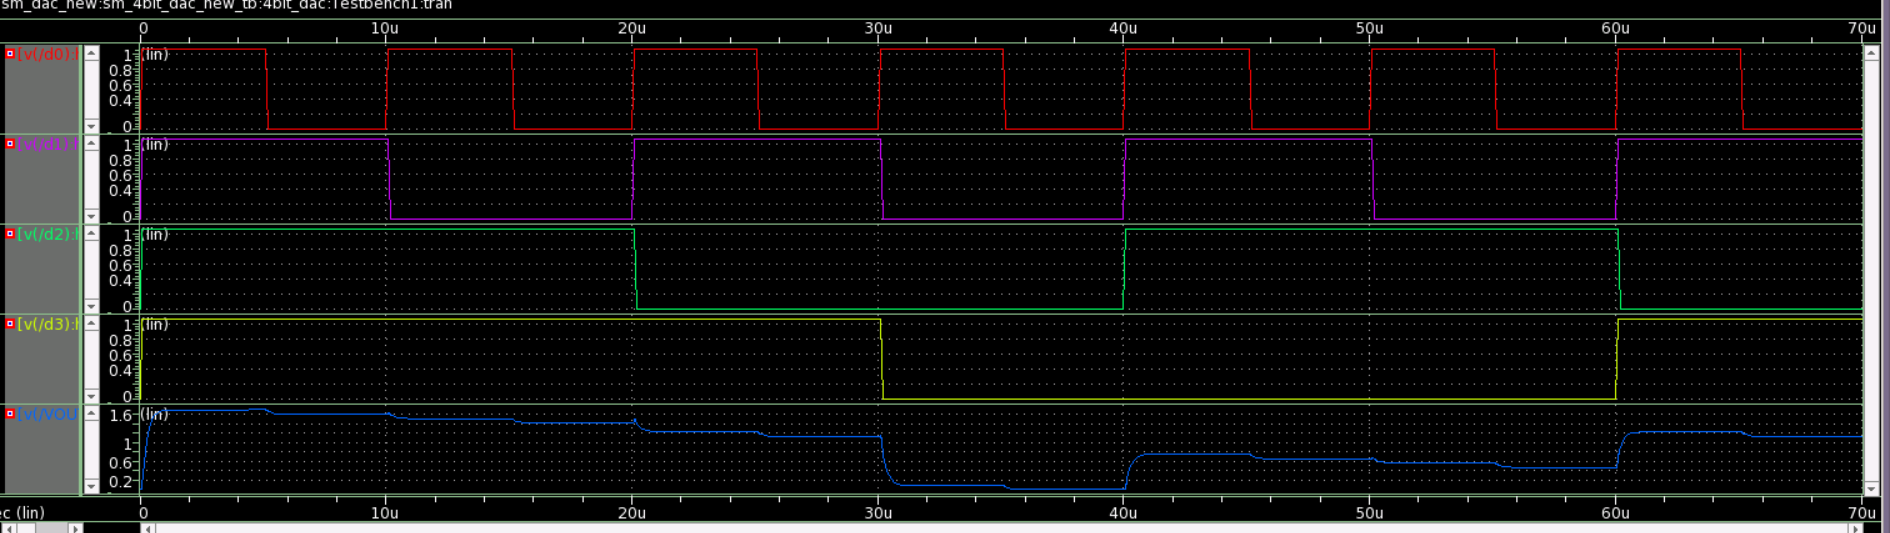 sm_dac_new:sm_4bit_dac_new_tb:4bit_dac:Testbench1:tran
0 10u 20u 30u 40u 50u 60u 70u
[v(/d0):
1 (lin)
0.8
0.6
0.4
0
[v(/d1):
1 (lin)
0.8
0.6
0.4
0
[v(/d2):
1 (lin)
0.8
0.6
0.4
0
[v(/d3):
1 (lin)
0.8
0.6
0.4
0
[v(/VOU
1.6 (lin)
1
0.6
0.2
c (lin) 0 10u 20u 30u 40u 50u 60u 70u